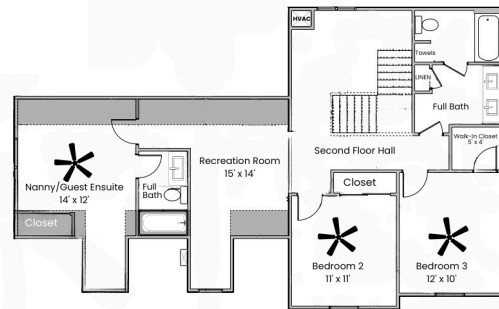 HVAC
Towels
LINEN
Full Bath
Walk-In Closet
5' x 4'
Second Floor Hall
Recreation Room
15' x 14'
Nanny/Guest Ensuite
14' x 12'
Full
Bath
Closet
Closet
Bedroom 2
11' x 11'
Bedroom 3
12' x 10'